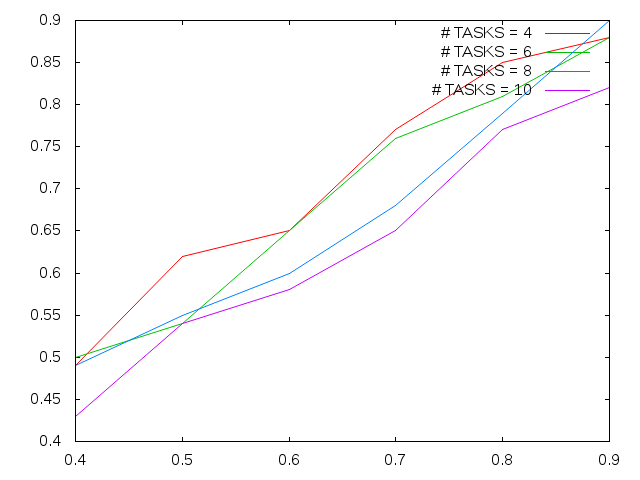 0.9
# TASKS = 4
# TASKS = 6
0.85
# TASKS = 8
# TASKS = 10
0.8
0.75
0.7
0.65
0.6
0.55
0.5
0.45
0.4
0.4 0.5 0.6 0.7 0.8 0.9